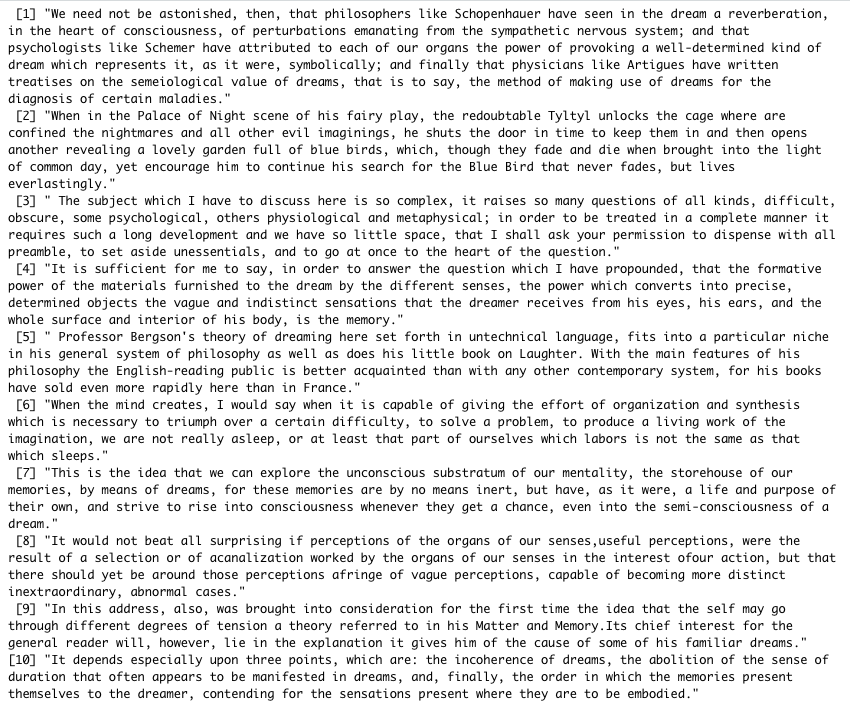 [1] "We need not be astonished, then, that philosophers like Schopenhauer have seen in the dream a reverberation,
in the heart of consciousness, of perturbations emanating from the sympathetic nervous system; and that
psychologists like Schemer have attributed to each of our organs the power of provoking a well-determined kind of
dream which represents it, as it were, symbolically; and finally that physicians like Artigues have written
treatises on the semeiological value of dreams, that is to say, the method of making use of dreams for the
diagnosis of certain maladies."
[2] "When in the Palace of Night scene of his fairy play, the redoubtable Tyltyl unlocks the cage where are
confined the nightmares and all other evil imaginings, he shuts the door in time to keep them in and then opens
another revealing a lovely garden full of blue birds, which, though they fade and die when brought into the light
of common day, yet encourage him to continue his search for the Blue Bird that never fades, but lives
everlastingly."
[3] " The subject which I have to discuss here is so complex, it raises so many questions of all kinds, difficult,
obscure, some psychological, others physiological and metaphysical; in order to be treated in a complete manner it
requires such a long development and we have so little space, that I shall ask your permission to dispense with all
preamble, to set aside unessentials, and to go at once to the heart of the question."
[4] "It is sufficient for me to say, in order to answer the question which I have propounded, that the formative
power of the materials furnished to the dream by the different senses, the power which converts into precise,
determined objects the vague and indistinct sensations that the dreamer receives from his eyes, his ears, and the
whole surface and interior of his body, is the memory."
[5] " Professor Bergson's theory of dreaming here set forth in untechnical language, fits into a particular niche
in his general system of philosophy as well as does his little book on Laughter. With the main features of his
philosophy the English-reading public is better acquainted than with any other contemporary system, for his books
have sold even more rapidly here than in France."
[6] "When the mind creates, I would say when it is capable of giving the effort of organization and synthesis
which is necessary to triumph over a certain difficulty, to solve a problem, to produce a living work of the
imagination, we are not really asleep, or at least that part of ourselves which labors is not the same as that
which sleeps."
[7] "This is the idea that we can explore the unconscious substratum of our mentality, the storehouse of our
memories, by means of dreams, for these memories are by no means inert, but have, as it were, a life and purpose of
their own, and strive to rise into consciousness whenever they get a chance, even into the semi-consciousness of a
dream."
[8] "It would not beat all surprising if perceptions of the organs of our senses,useful perceptions, were the
result of a selection or of acanalization worked by the organs of our senses in the interest ofour action, but that
there should yet be around those perceptions afringe of vague perceptions, capable of becoming more distinct
inextraordinary, abnormal cases."
[9] "In this address, also, was brought into consideration for the first time the idea that the self may go
through different degrees of tension a theory referred to in his Matter and Memory.Its chief interest for the
general reader will, however, lie in the explanation it gives him of the cause of some of his familiar dreams."
[10] "It depends especially upon three points, which are: the incoherence of dreams, the abolition of the sense of
duration that often appears to be manifested in dreams, and, finally, the order in which the memories present
themselves to the dreamer, contending for the sensations present where they are to be embodied."